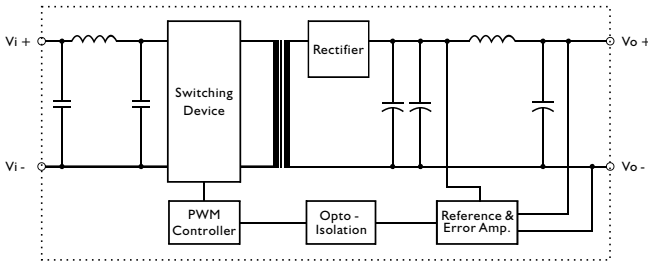 Vi +
Rectifier
Vo +
Switching
Device
Vi -
Vo -
PWM
Controller
Opto -
Isolation
Reference &
Error Amp.